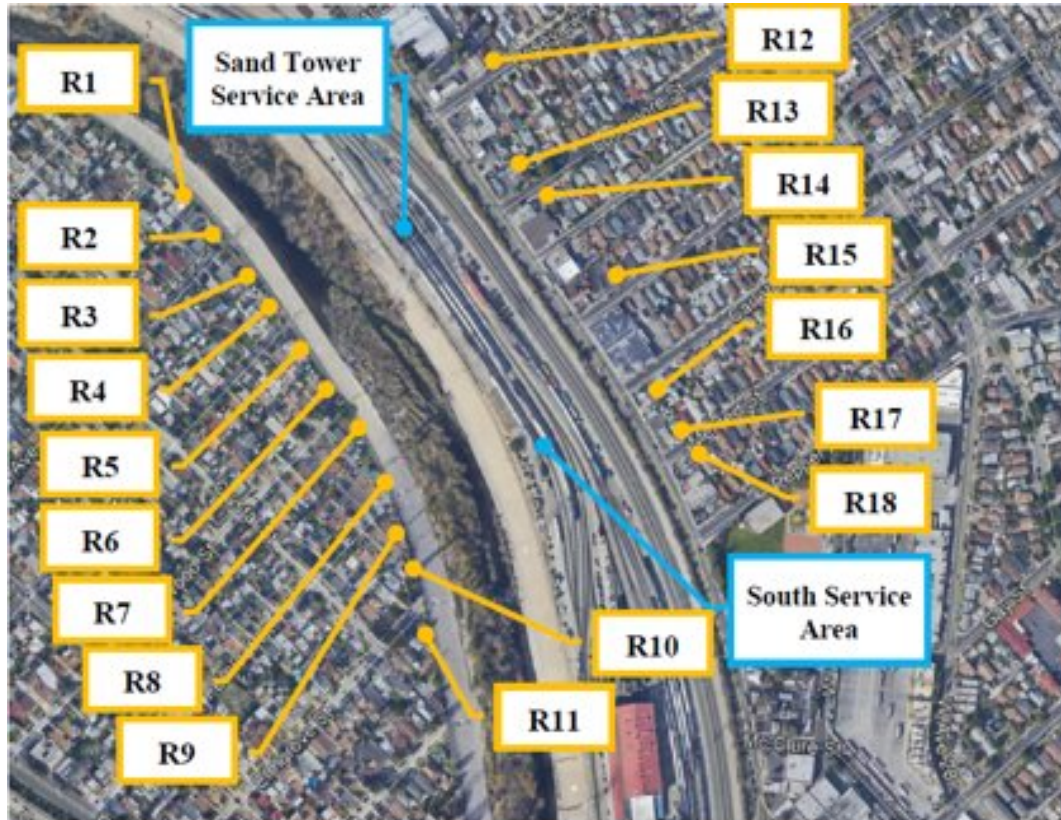 R1
Sand Tower
Service Area
R12
R13
R14
R2
R15
R3
R16
R4
R17
R5
R18
R6
R7
South Service
Area
R8
R10
R9
R11